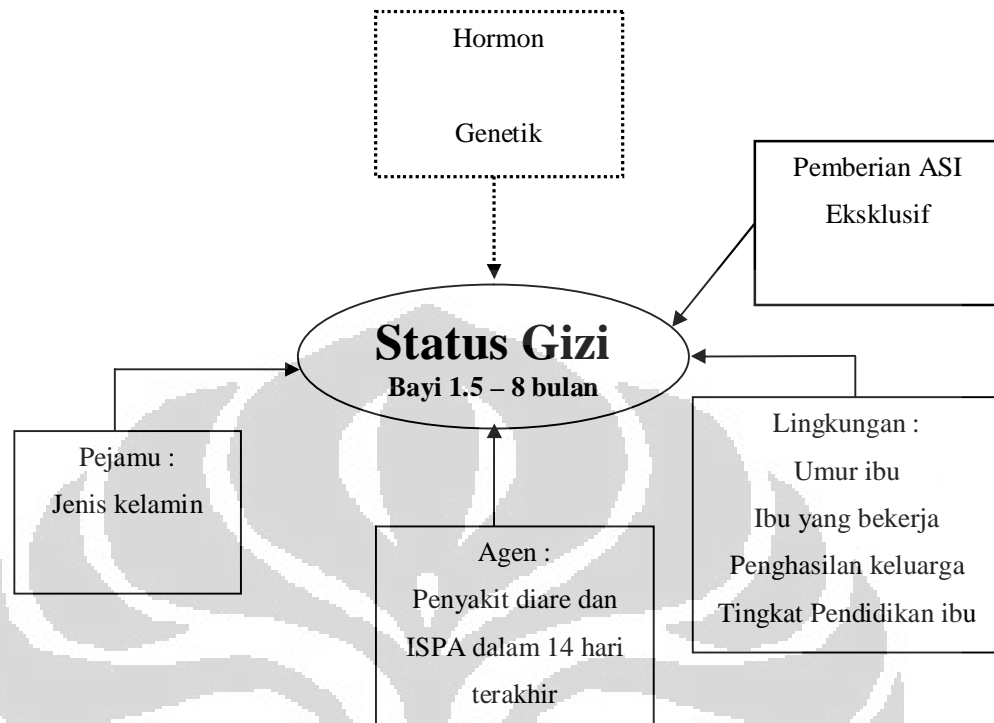 Hormon
Genetik
Pemberian ASI
Eksklusif
Status Gizi
Bayi 1.5 – 8 bulan
Pejamu :
Jenis kelamin
Agen :
Penyakit diare dan
ISPA dalam 14 hari
terakhir
Lingkungan :
Umur ibu
Ibu yang bekerja
Penghasilan keluarga
Tingkat Pendidikan ibu